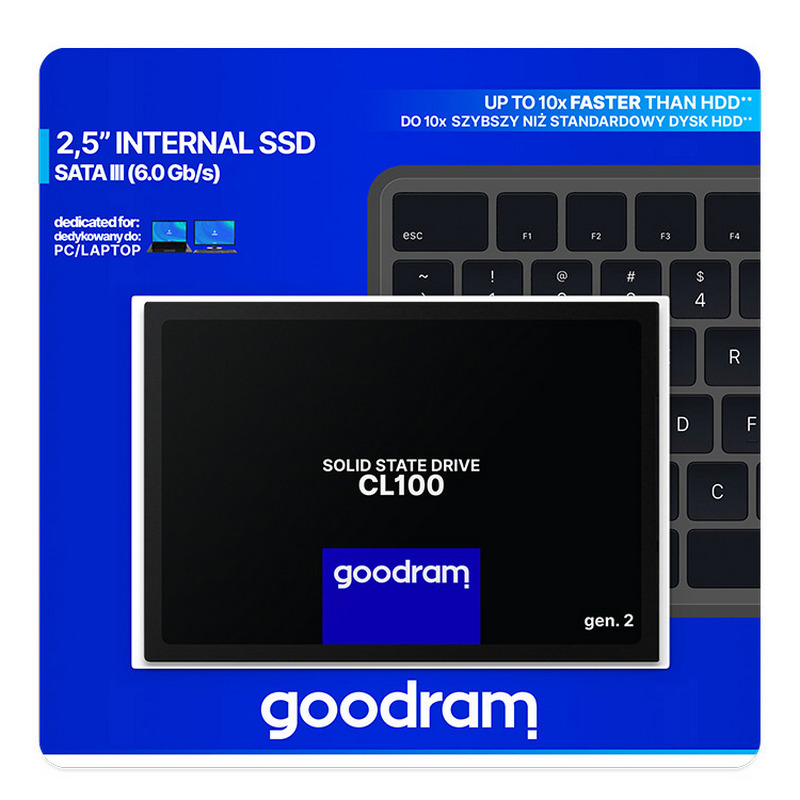 2,5” INTERNAL SSD
SATA III (6.0 Gb/s)
UP TO 10x FASTER THAN HDD**
DO 10x SZYBSZY NIŻ STANDARDOWY DYSK HDD**
dedicated for:
dedykowany do:
PC/LAPTOP
esc
F1
F2
F3
F4
~
!
@
#
$
4
R
D
F
C
SOLID STATE DRIVE
CL100
goodram
gen. 2
goodram